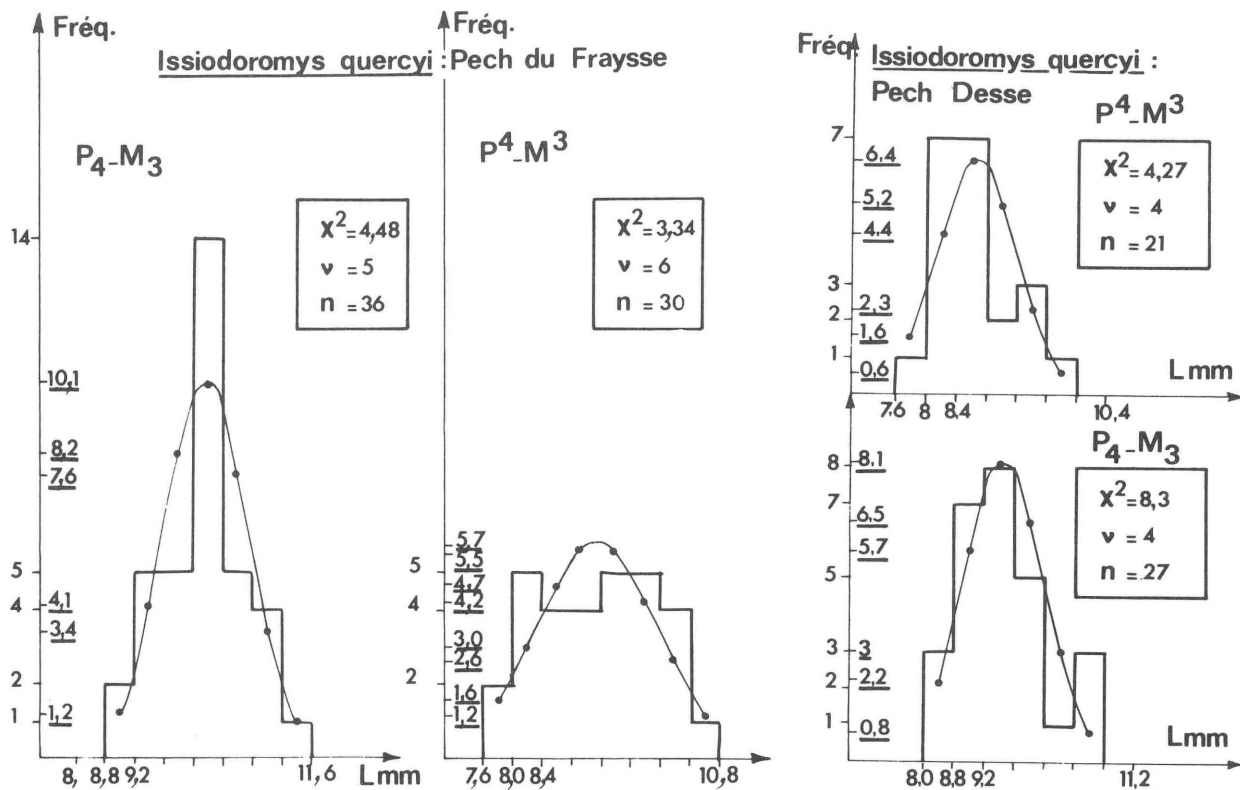 Fréq.
Issiodoromys quercyi : Pech du Fraysse
P4-M3
χ²=4,48
ν = 5
n = 36
14
10,1
8,2
7,6
5
4
4,1
3,4
2
1
1,2
8, 8,8 9,2 11,6 Lmm
Fréq.
P⁴-M³
χ²=3,34
ν = 6
n = 30
5,7
5,5
5
4,7
4
4,2
3,0
2,6
2
1,6
1,2
7,6 8,0 8,4 10,8
Fréq. Issiodoromys quercyi :
Pech Desse
P⁴-M³
χ²=4,27
ν = 4
n = 21
7
6,4
5,2
4,4
3
2,3
2
1,6
1
0,6
Lmm
7,6 8 8,4 10,4
P4-M3
χ²=8,3
ν = 4
n = 27
8
8,1
7
6,5
5,7
5
3
3
2
2,2
1
0,8
Lmm
8,0 8,8 9,2 11,2